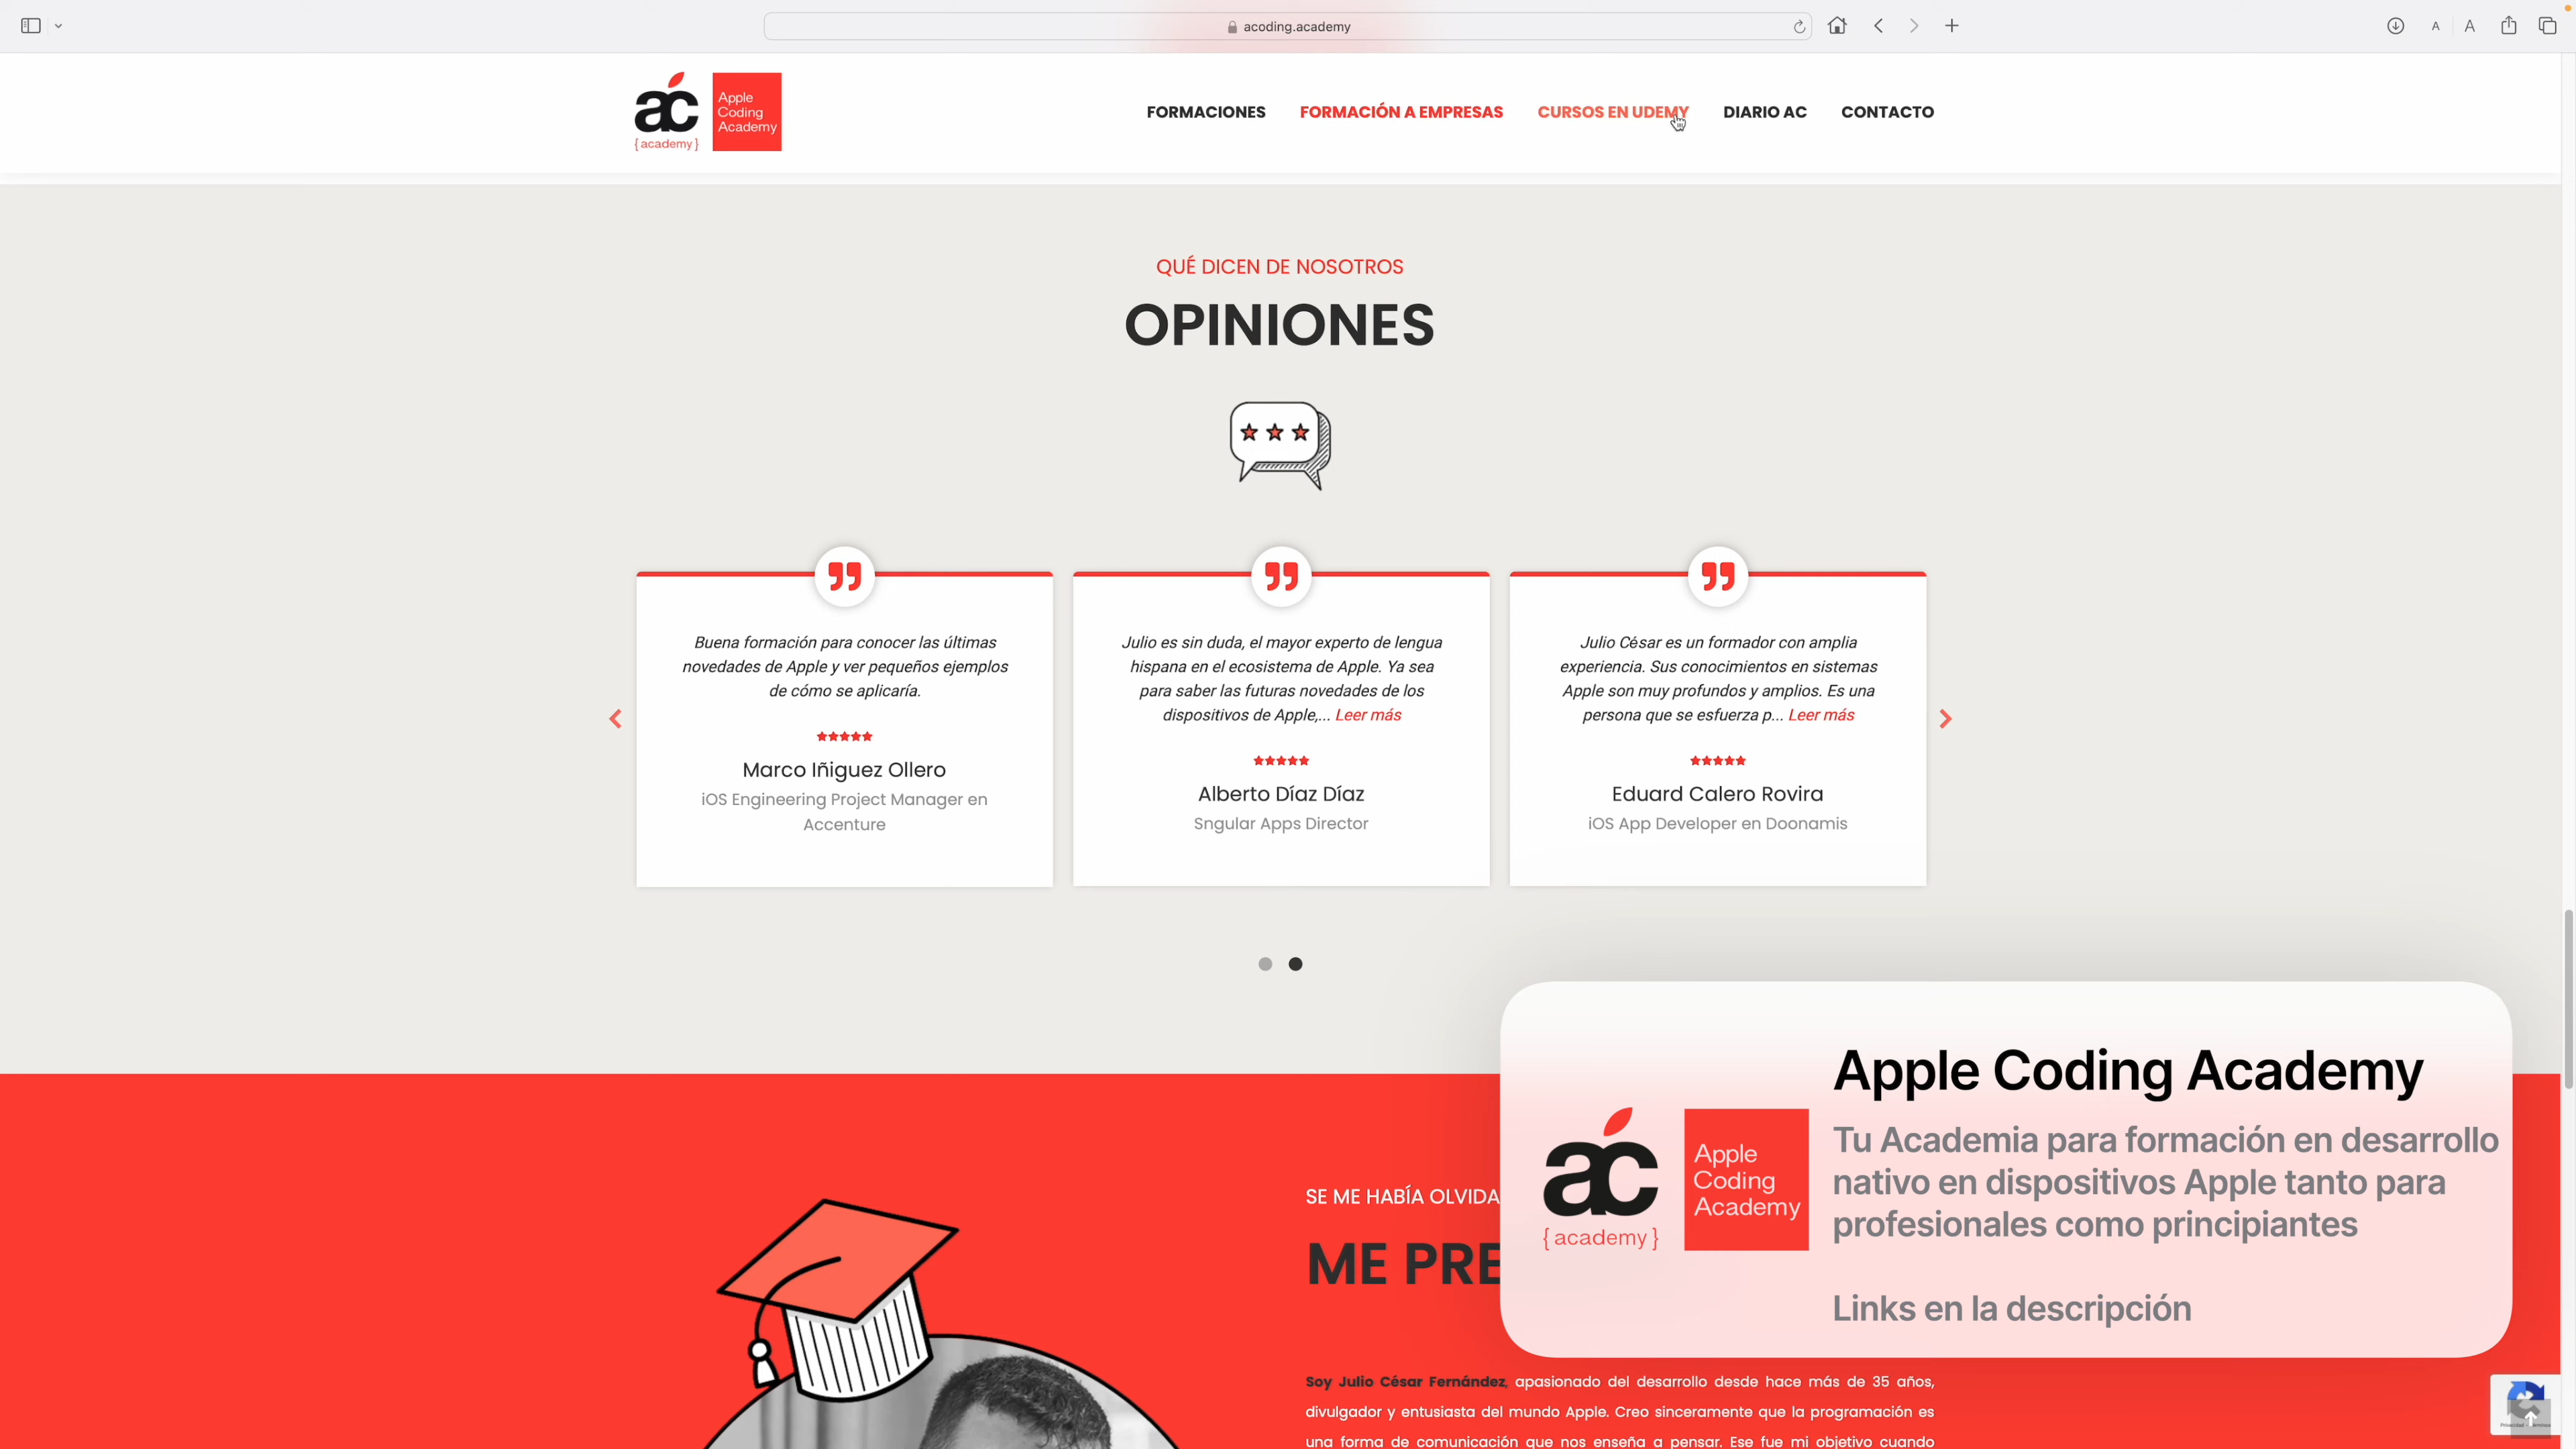 acoding.academy
A A
ac
{ academy }
Apple
Coding
Academy
FORMACIONES FORMACIÓN A EMPRESAS CURSOS EN UDEMY DIARIO AC CONTACTO
QUÉ DICEN DE NOSOTROS
OPINIONES
Buena formación para conocer las últimas
novedades de Apple y ver pequeños ejemplos
de cómo se aplicaría.
Marco Iñiguez Ollero
iOS Engineering Project Manager en
Accenture
Julio es sin duda, el mayor experto de lengua
hispana en el ecosistema de Apple. Ya sea
para saber las futuras novedades de los
dispositivos de Apple,... Leer más
Alberto Díaz Díaz
Sngular Apps Director
Julio César es un formador con amplia
experiencia. Sus conocimientos en sistemas
Apple son muy profundos y amplios. Es una
persona que se esfuerza p... Leer más
Eduard Calero Rovira
iOS App Developer en Doonamis
SE ME HABÍA OLVIDA
ME PRE
Soy Julio César Fernández, apasionado del desarrollo desde hace más de 35 años,
divulgador y entusiasta del mundo Apple. Creo sinceramente que la programación es
una forma de comunicación que nos enseña a pensar. Ese fue mi objetivo cuando
ac
{ academy }
Apple
Coding
Academy
Apple Coding Academy
Tu Academia para formación en desarrollo
nativo en dispositivos Apple tanto para
profesionales como principiantes
Links en la descripción